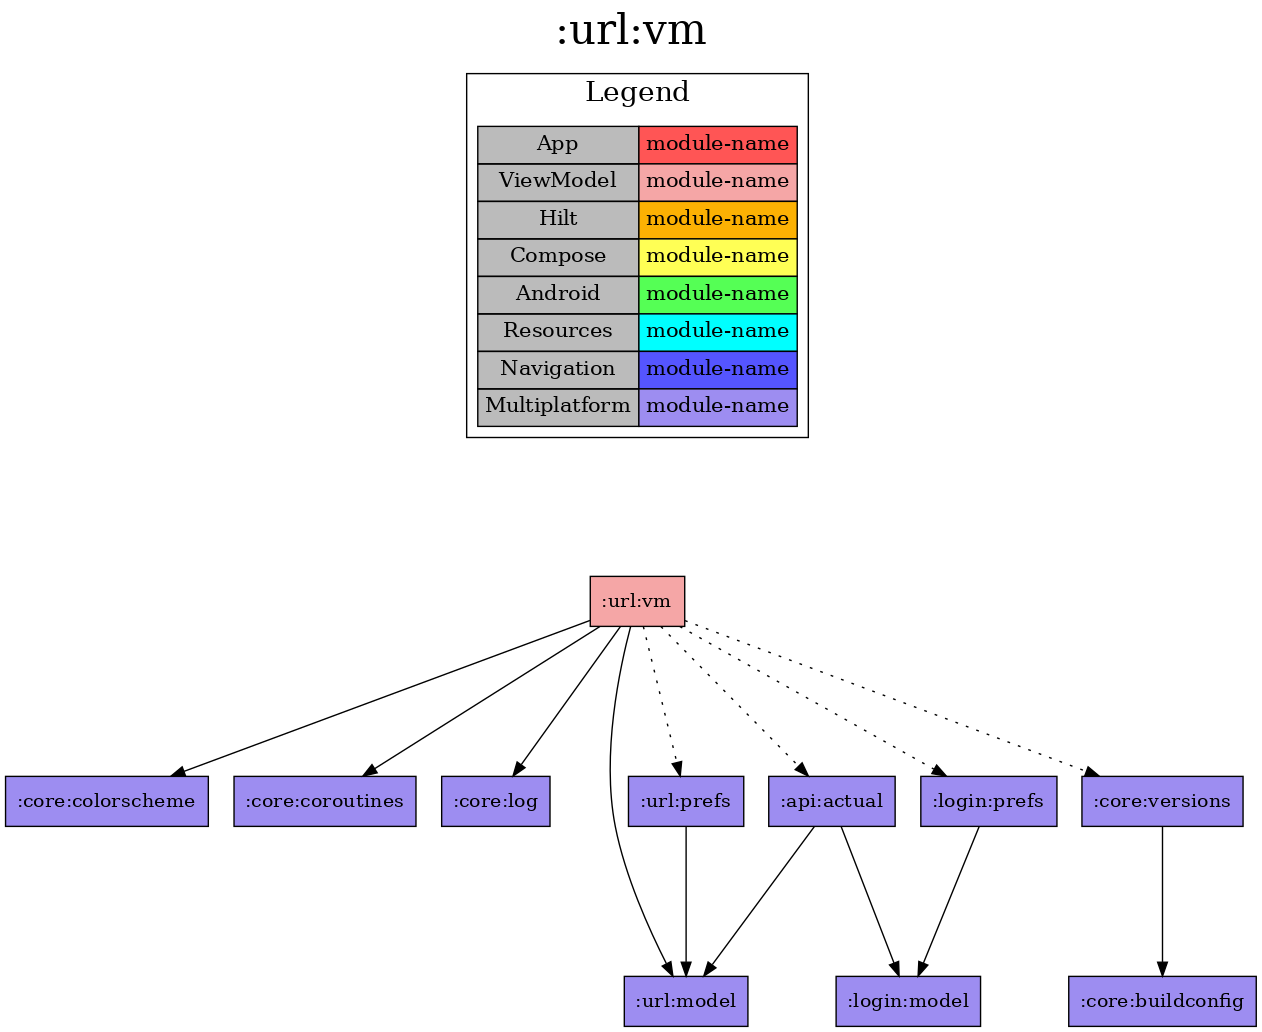 :url:vm
Legend
App module-name
ViewModel module-name
Hilt module-name
Compose module-name
Android module-name
Resources module-name
Navigation module-name
Multiplatform module-name
:url:vm
:core:colorscheme :core:coroutines :core:log :url:prefs :api:actual :login:prefs :core:versions
:url:model :login:model :core:buildconfig